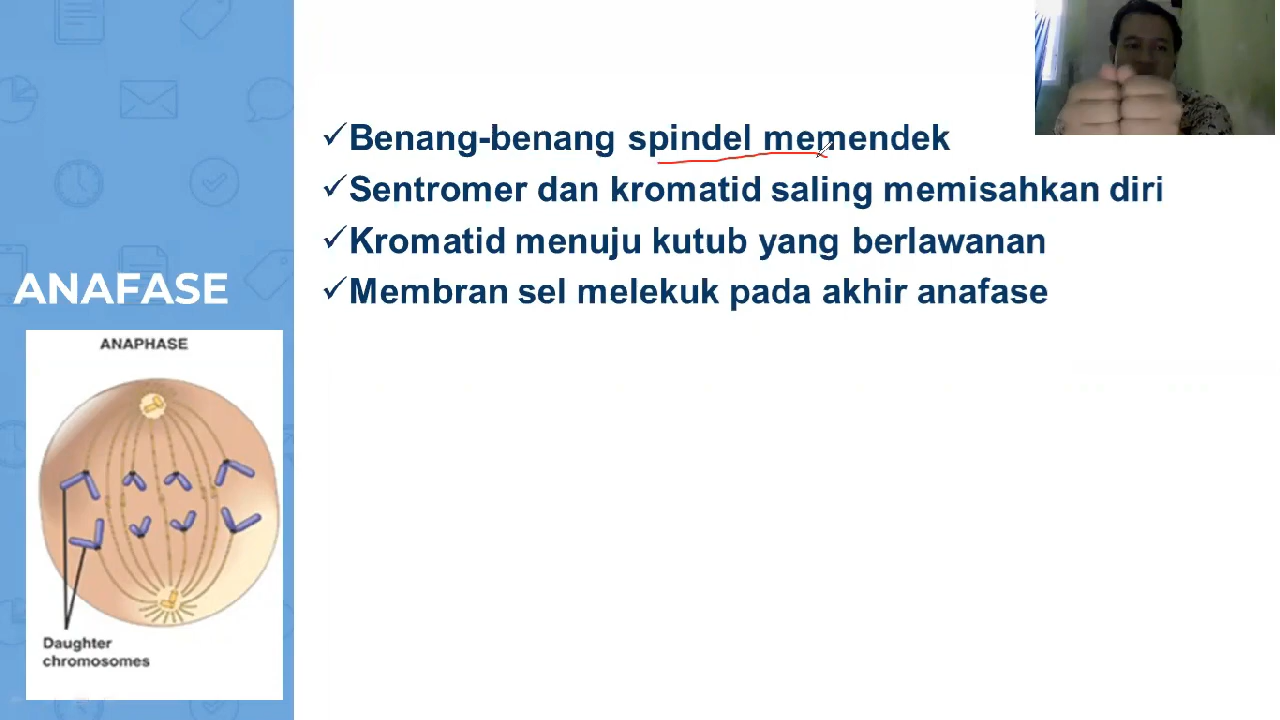 ✓Benang-benang spindel memendek
✓Sentromer dan kromatid saling memisahkan diri
✓Kromatid menuju kutub yang berlawanan
✓Membran sel melekuk pada akhir anafase
ANAFASE
ANAPHASE
Daughter
chromosomes